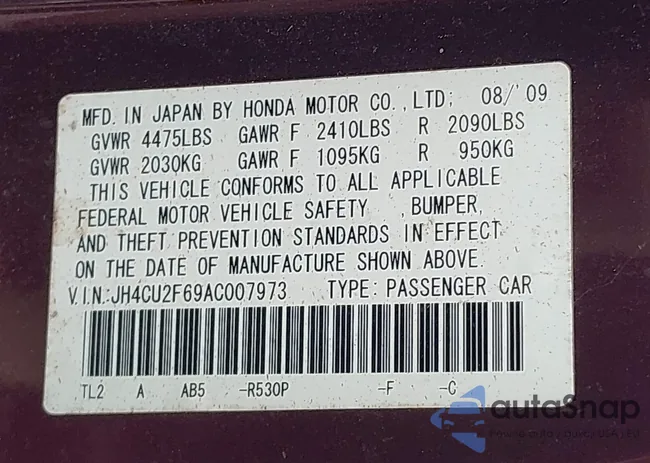 MFD. IN JAPAN BY HONDA MOTOR CO.,LTD; 08/'09
GVWR 4475LBS GAWR F 2410LBS R 2090LBS
GVWR 2030KG GAWR F 1095KG R 950KG
THIS VEHICLE CONFORMS TO ALL APPLICABLE
FEDERAL MOTOR VEHICLE SAFETY ,BUMPER,
AND THEFT PREVENTION STANDARDS IN EFFECT
ON THE DATE OF MANUFACTURE SHOWN ABOVE.
V.I.N:JH4CU2F69AC007973 TYPE: PASSENGER CAR
TL2 A AB5 -R530P -F -C
autoSnap